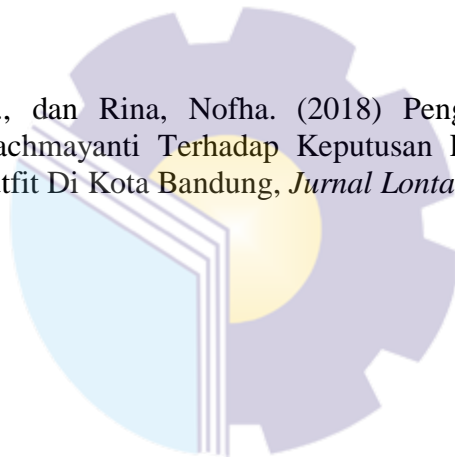 ., dan Rina, Nofha. (2018) Peng
achmayanti Terhadap Keputusan
tfit Di Kota Bandung, Jurnal Lonta